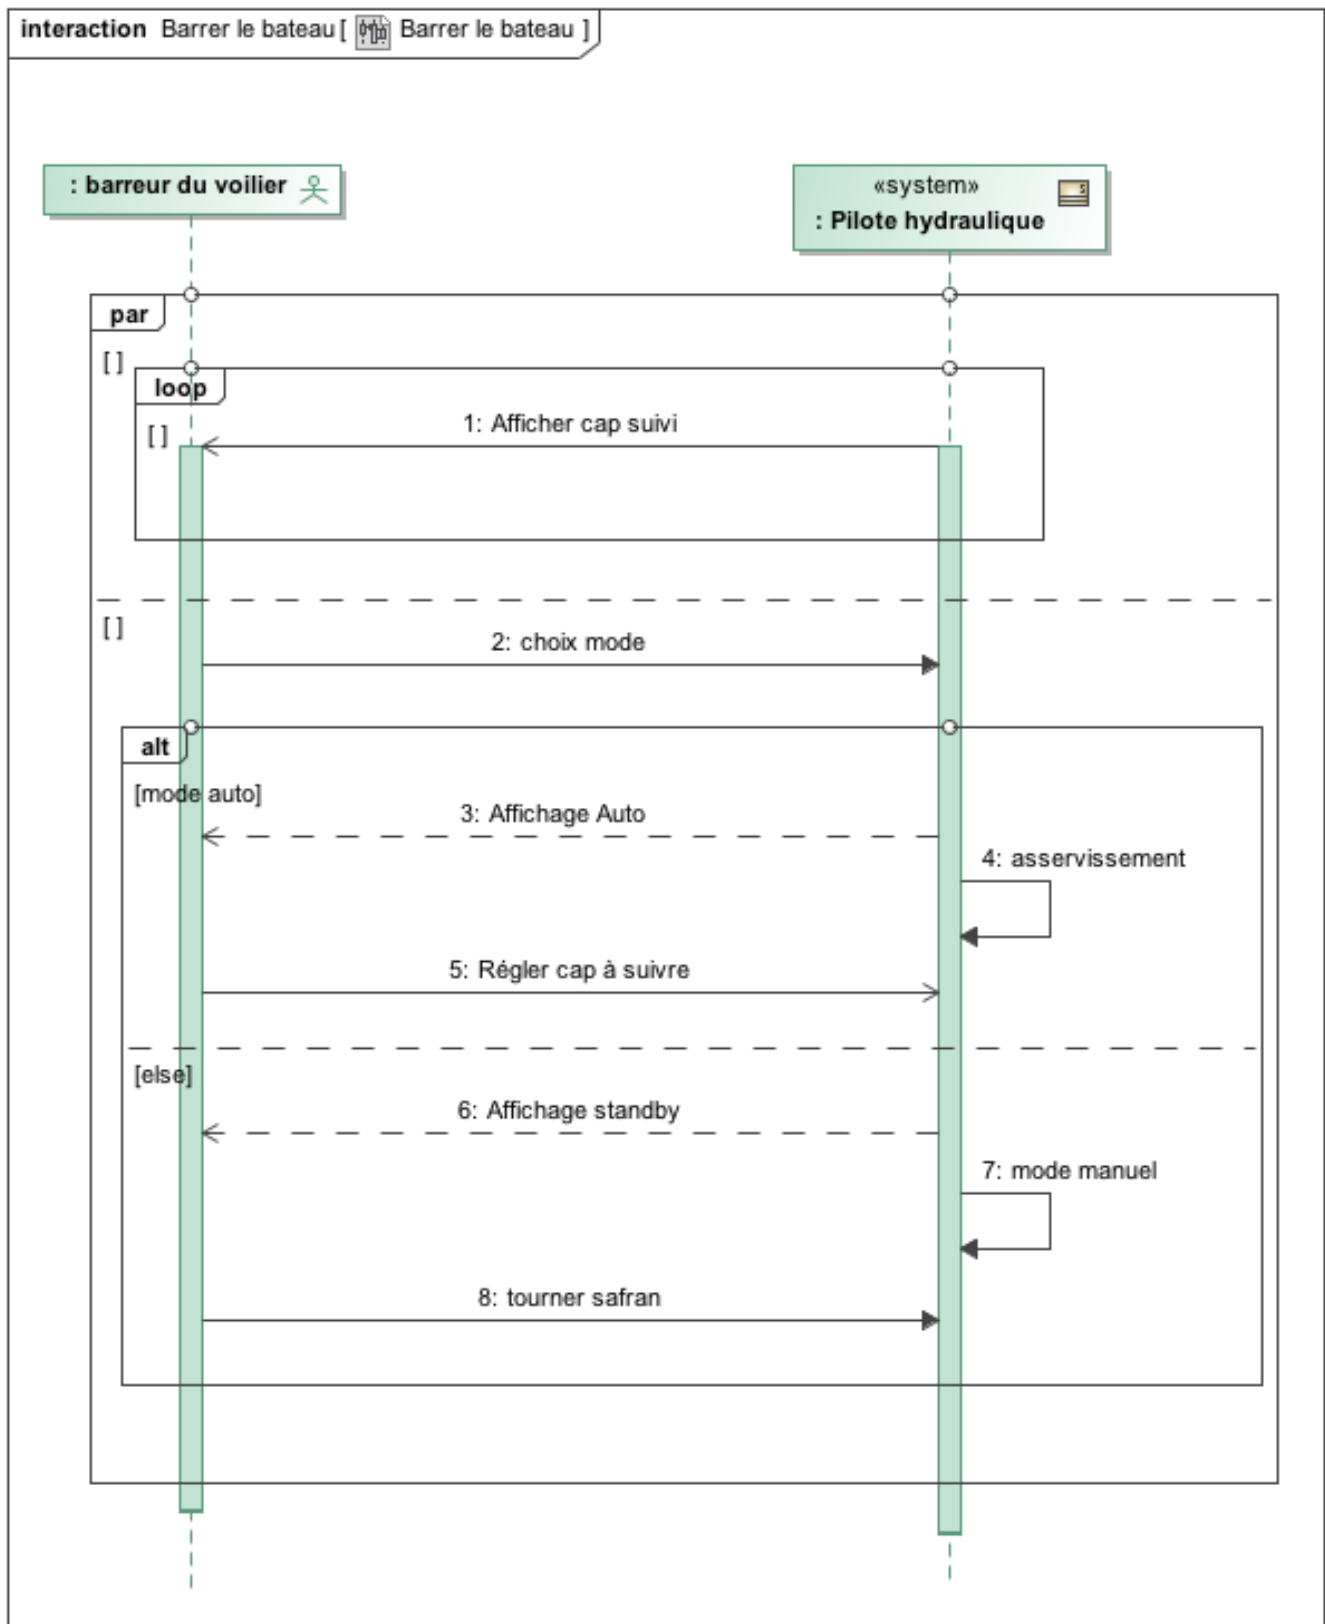 interaction Barrer le bateau [ Barrer le bateau ]
: barreur du voilier
«system»
: Pilote hydraulique
par
[ ]
loop
1: Afficher cap suivi
[ ]
[ ]
2: choix mode
alt
[mode auto]
3: Affichage Auto
4: asservissement
5: Régler cap à suivre
[else]
6: Affichage standby
7: mode manuel
8: tourner safran